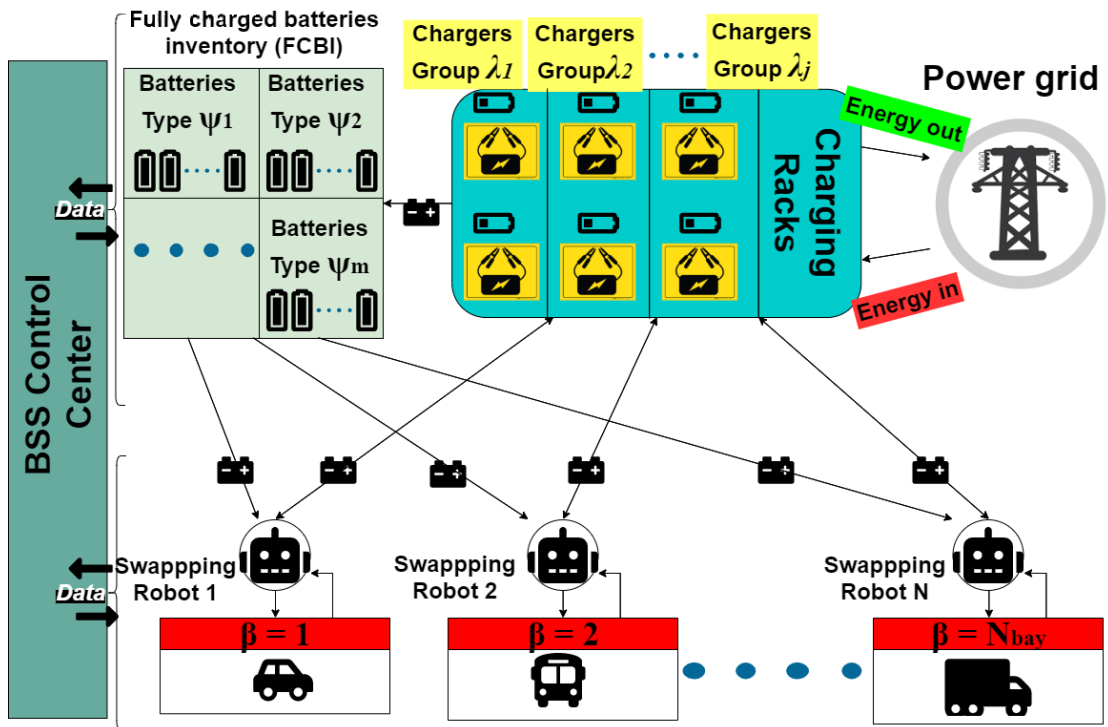 Fully charged batteries
inventory (FCBI)
Batteries
Type ψ1
Batteries
Type ψ2
Batteries
Type ψm
Chargers
Group λ1
Chargers
Groupλ2
Chargers
Group λj
Charging
Racks
Power grid
Energy out
Energy in
BSS Control
Center
Data
Data
Swappping
Robot 1
Swappping
Robot 2
Swappping
Robot N
β = 1
β = 2
β = Nbay